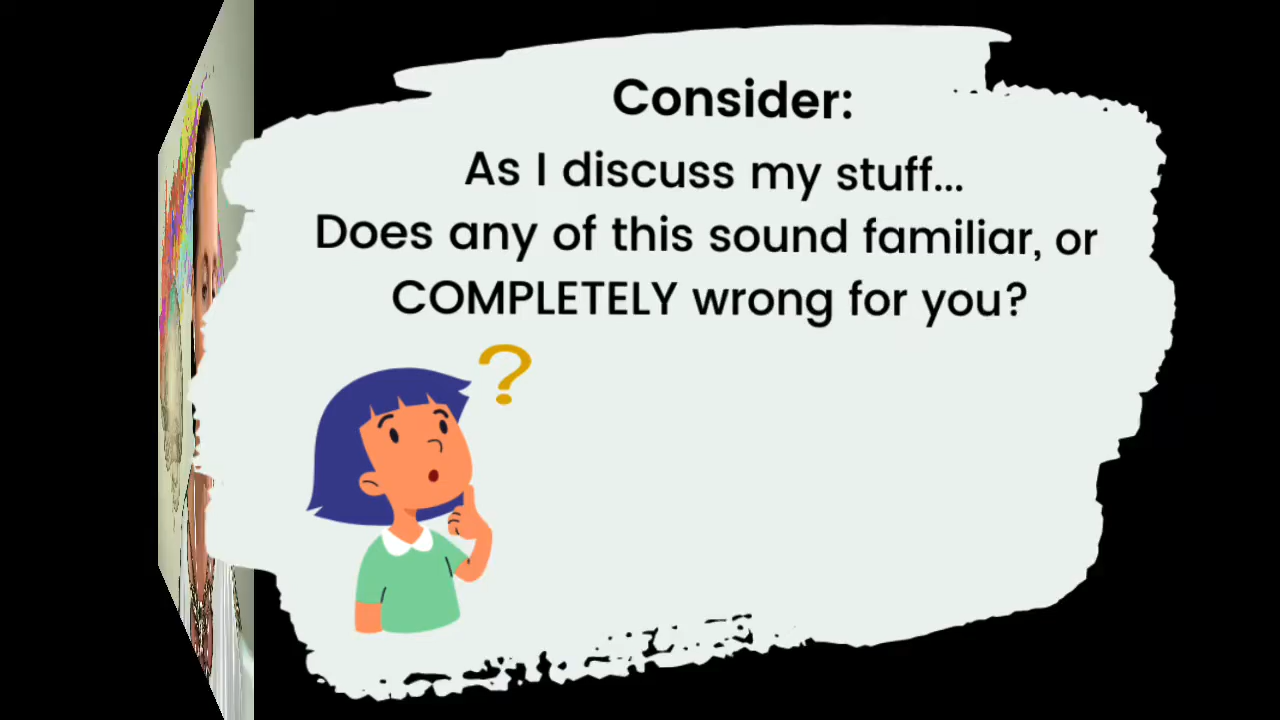 Consider:
As I discuss my stuff...
Does any of this sound familiar, or
COMPLETELY wrong for you?
?